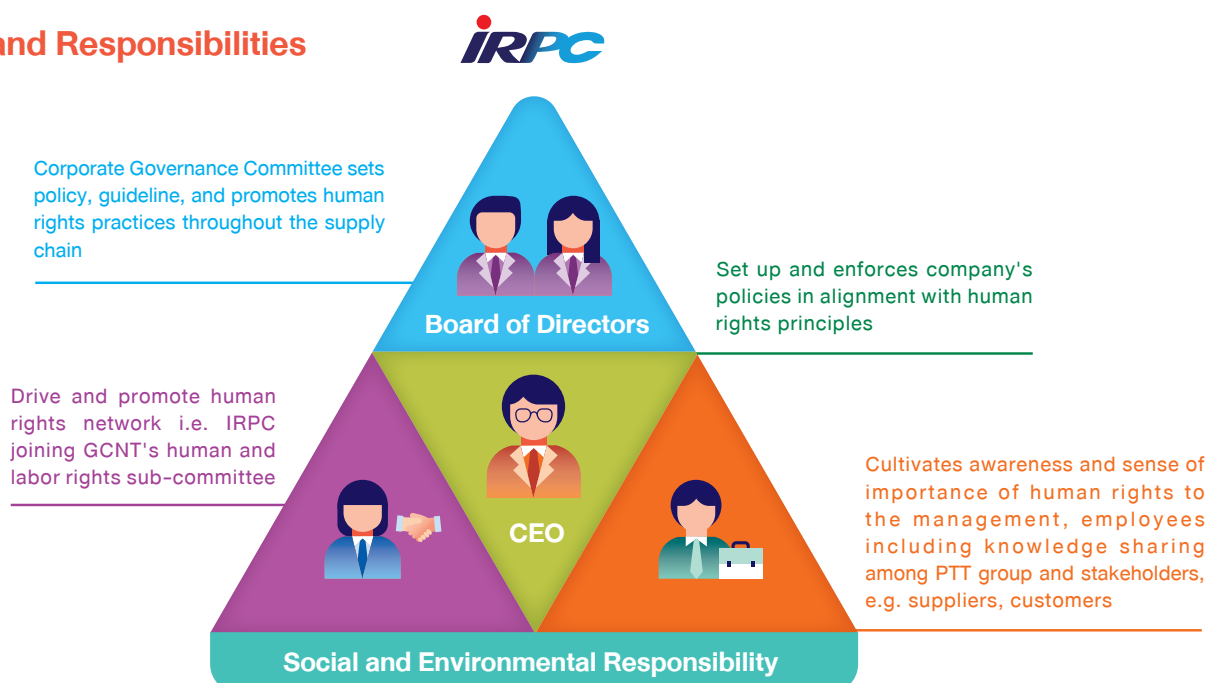 and Responsibilities
iRPC
Corporate Governance Committee sets
policy, guideline, and promotes human
rights practices throughout the supply
chain
Set up and enforces company's
policies in alignment with human
rights principles
Board of Directors
Drive and promote human
rights network i.e. IRPC
joining GCNT's human and
labor rights sub-committee
CEO
Cultivates awareness and sense of
importance of human rights to
the management, employees
including knowledge sharing
among PTT group and stakeholders,
e.g. suppliers, customers
Social and Environmental Responsibility